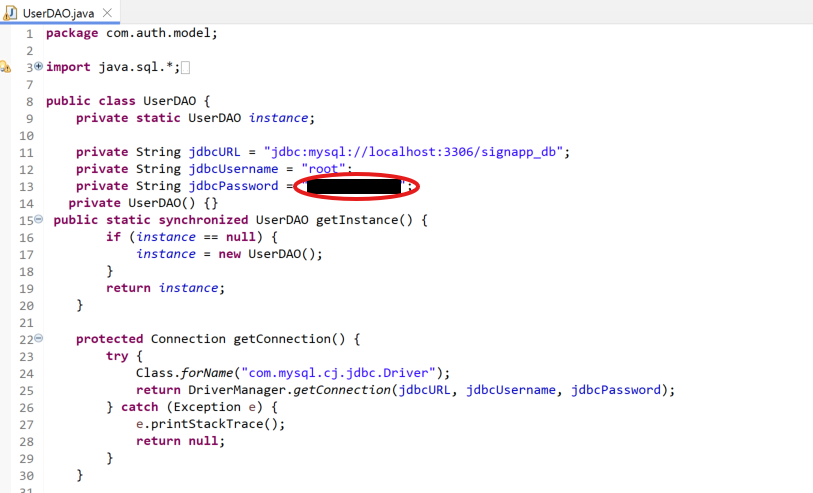 UserDAO.java
1 package com.auth.model;
2
3 import java.sql.*;
7
8 public class UserDAO {
9 private static UserDAO instance;
10
11 private String jdbcURL = "jdbc:mysql://localhost:3306/signapp_db";
12 private String jdbcUsername = "root";
13 private String jdbcPassword = "";
14 private UserDAO() {}
15 public static synchronized UserDAO getInstance() {
16 if (instance == null) {
17 instance = new UserDAO();
18 }
19 return instance;
20 }
21
22 protected Connection getConnection() {
23 try {
24 Class.forName("com.mysql.cj.jdbc.Driver");
25 return DriverManager.getConnection(jdbcURL, jdbcUsername, jdbcPassword);
26 } catch (Exception e) {
27 e.printStackTrace();
28 return null;
29 }
30 }
31